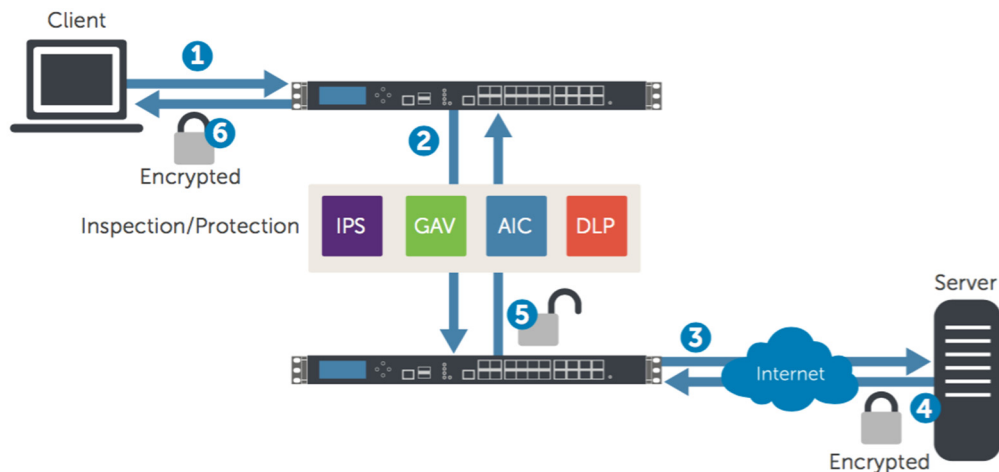 Client
1
6
Encrypted
2
Inspection/Protection
IPS
GAV
AIC
DLP
5
3
Internet
Server
4
Encrypted